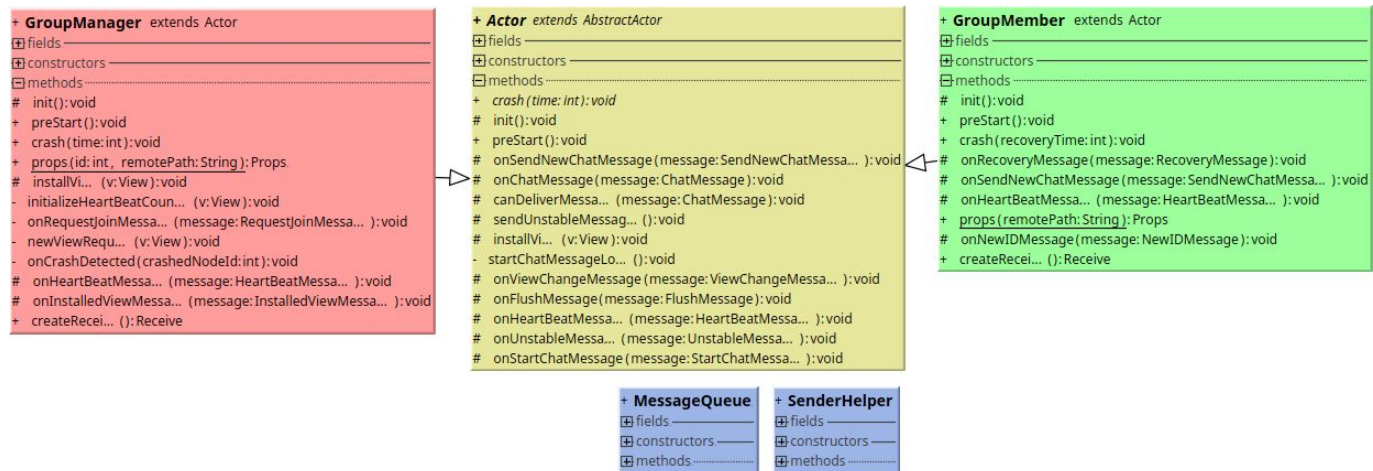 + GroupManager extends Actor
fields
constructors
methods
# init():void
+ preStart():void
+ crash(time:int):void
+ props(id:int, remotePath:String):Props
# installVi... (v:View):void
- initializeHeartBeatCoun... (v:View):void
- onRequestJoinMessa... (message:RequestJoinMessa... ):void
- newViewRequ... (v:View):void
- onCrashDetected(crashedNodeId:int):void
# onHeartBeatMessa... (message:HeartBeatMessa... ):void
# onInstalledViewMessa... (message:InstalledViewMessa... ):void
+ createRecei... ():Receive
+ Actor extends AbstractActor
fields
constructors
methods
+ crash(time:int):void
# init():void
+ preStart():void
# onSendNewChatMessage(message:SendNewChatMessa... ):void
# onChatMessage(message:ChatMessage):void
# canDeliverMessa... (message:ChatMessage):void
# sendUnstableMessag... ():void
# installVi... (v:View):void
- startChatMessageLo... ():void
# onViewChangeMessage(message:ViewChangeMessa... ):void
# onFlushMessage(message:FlushMessage):void
# onHeartBeatMessa... (message:HeartBeatMessa... ):void
# onUnstableMessa... (message:UnstableMessa... ):void
# onStartChatMessage(message:StartChatMessa... ):void
+ GroupMember extends Actor
fields
constructors
methods
# init():void
+ preStart():void
+ crash(recoveryTime:int):void
# onRecoveryMessage(message:RecoveryMessage):void
# onSendNewChatMessage(message:SendNewChatMessa... ):void
# onHeartBeatMessa... (message:HeartBeatMessa... ):void
+ props(remotePath:String):Props
# onNewIDMessage(message:NewIDMessage):void
+ createRecei... ():Receive
+ MessageQueue
fields
constructors
methods
+ SenderHelper
fields
constructors
methods